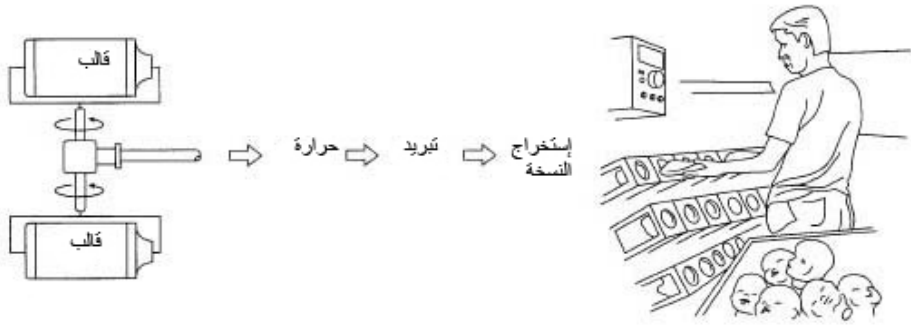 قالب
حرارة
تبريد
إستخراج
النسخة
قالب